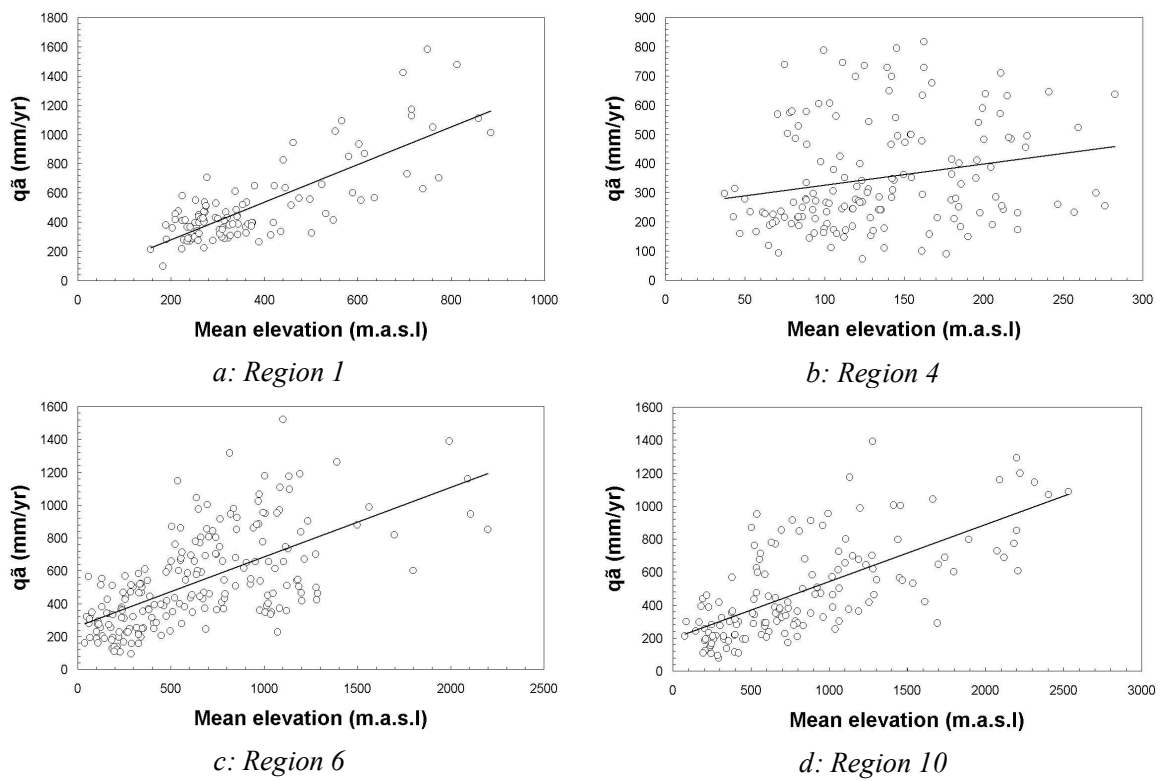 qã (mm/yr)
1800
1600
1400
1200
1000
800
600
400
200
0
0 200 400 600 800 1000
Mean elevation (m.a.s.l)
a: Region 1
qã (mm/yr)
900
800
700
600
500
400
300
200
100
0
0 50 100 150 200 250 300
Mean elevation (m.a.s.l)
b: Region 4
qã (mm/yr)
1600
1400
1200
1000
800
600
400
200
0
0 500 1000 1500 2000 2500
Mean elevation (m.a.s.l)
c: Region 6
qã (mm/yr)
1600
1400
1200
1000
800
600
400
200
0
0 500 1000 1500 2000 2500 3000
Mean elevation (m.a.s.l)
d: Region 10